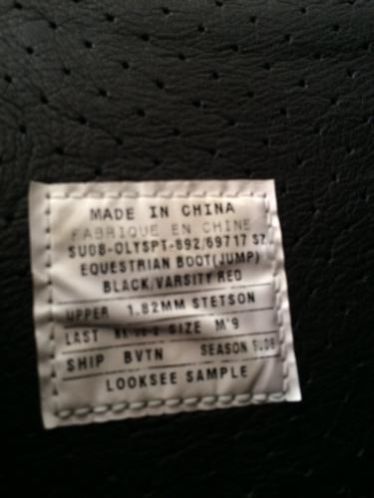 MADE IN CHINA
FABRIQUE EN CHINE
SU08-OLYSPT-692/69717 S7
EQUESTRIAN BOOT(JUMP)
BLACK/VARSITY RED
UPPER 1.82MM STETSON
LAST SIZE M'9
SHIP BVTN SEASON
LOOKSEE SAMPLE